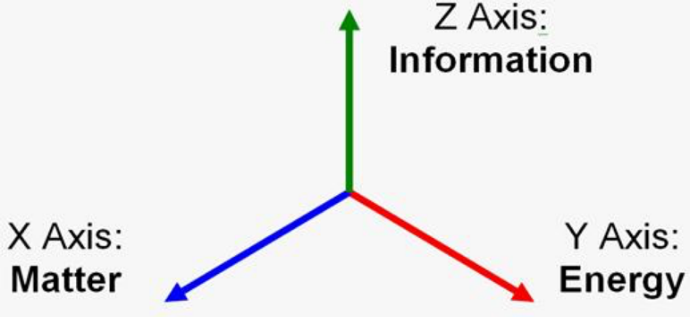 Z Axis:
Information
X Axis:
Matter
Y Axis:
Energy